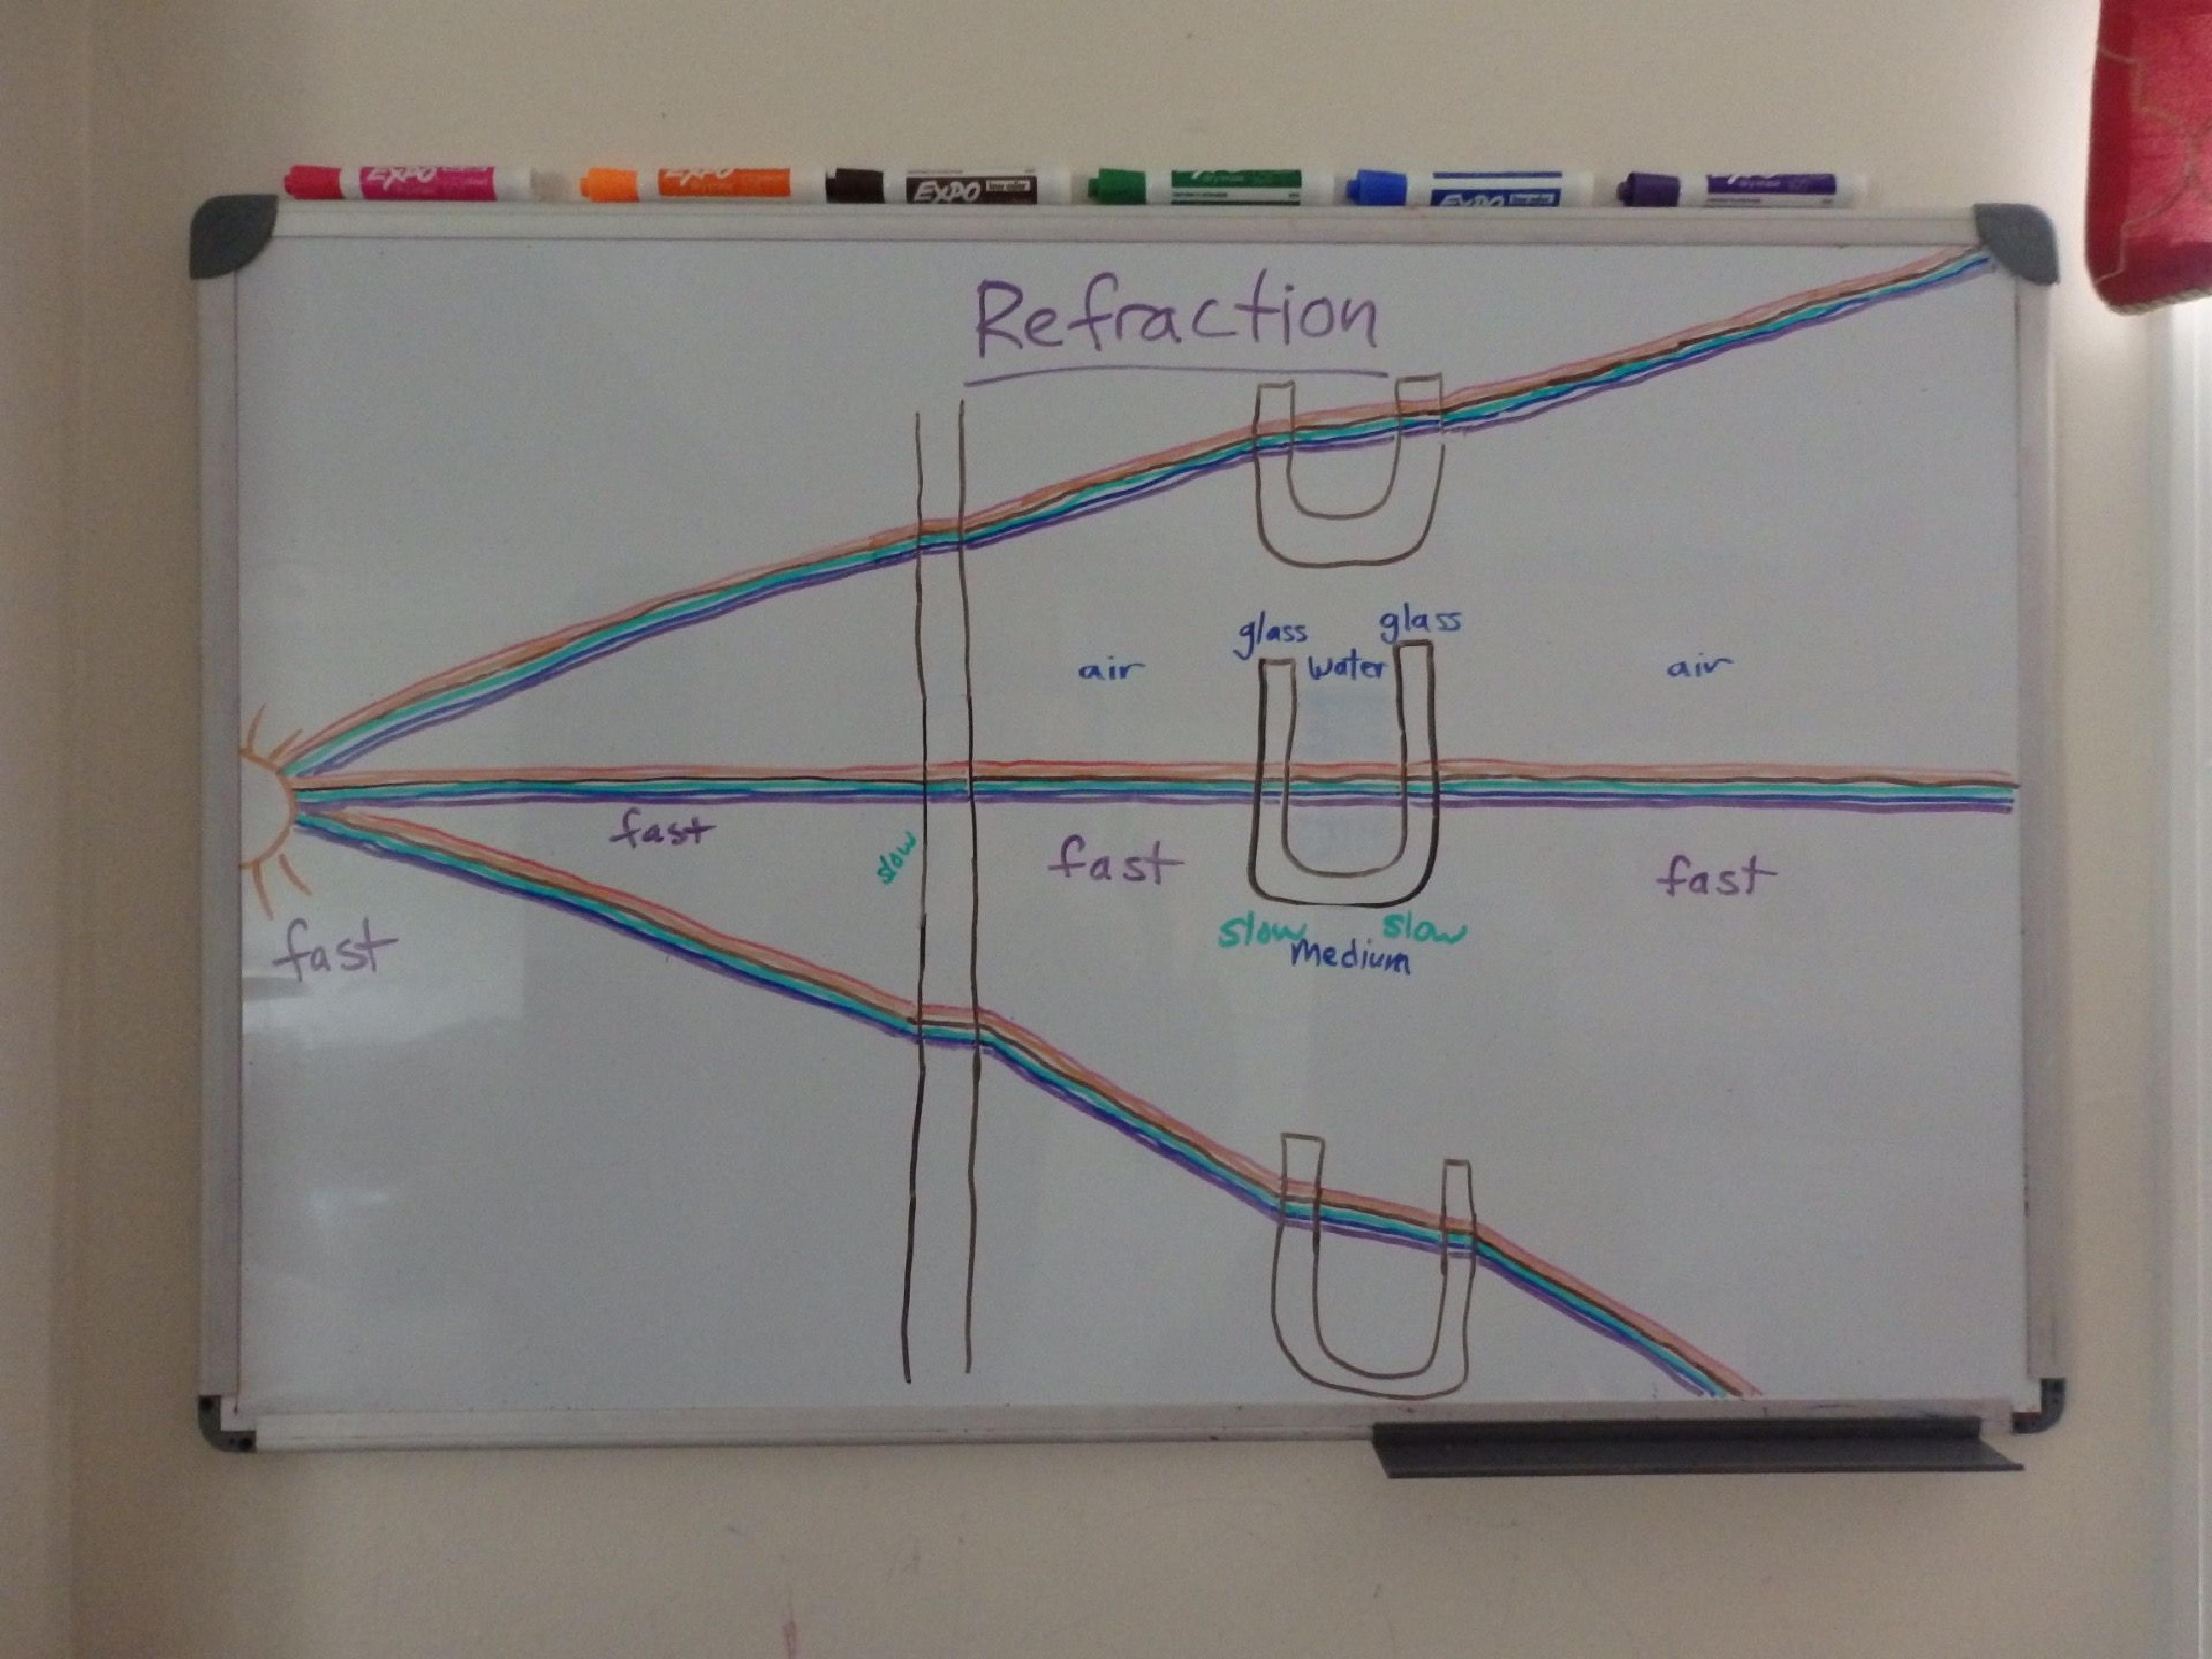 EXPO
EXPO
EXPO
EXPO
Refraction
glass
glass
air
water
air
fast
slow
fast
fast
slow
slow
medium
fast